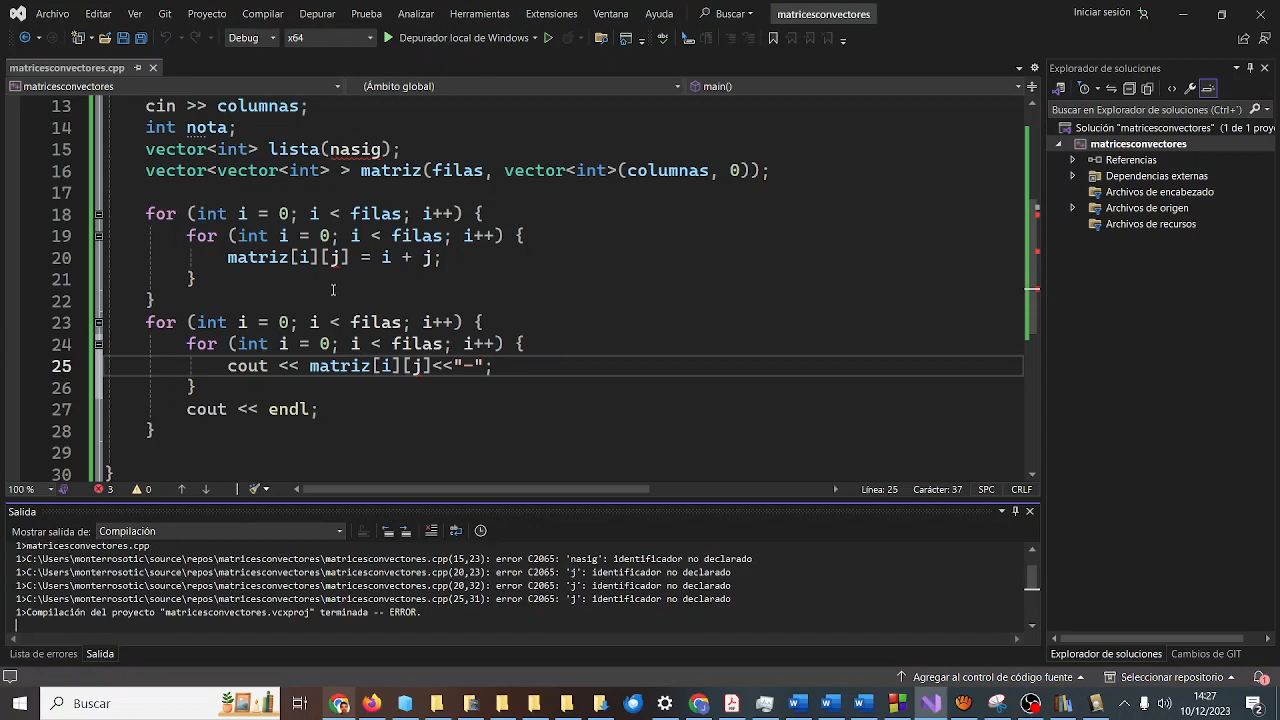 Archivo Editar Ver Git Proyecto Compilar Depurar Prueba Analizar Herramientas Extensiones Ventana Ayuda Buscar matricesconvectores Iniciar sesión
Debug x64 Depurador local de Windows
matricesconvectores.cpp Explorador de soluciones
matricesconvectores (Ámbito global) main()
Buscar en Explorador de soluciones (Ctrl+')
Solución "matricesconvectores" (1 de 1 proye
matricesconvectores
Referencias
Dependencias externas
Archivos de encabezado
Archivos de origen
Archivos de recursos
13 cin >> columnas;
14 int nota;
15 vector<int> lista(nasig);
16 vector<vector<int> > matriz(filas, vector<int>(columnas, 0));
17
18 for (int i = 0; i < filas; i++) {
19 for (int i = 0; i < filas; i++) {
20 matriz[i][j] = i + j;
21 }
22 }
23 for (int i = 0; i < filas; i++) {
24 for (int i = 0; i < filas; i++) {
25 cout << matriz[i][j]<<"-";
26 }
27 cout << endl;
28 }
29
30 }
100 % 3 0 Línea: 25 Carácter: 37 SPC CRLF
Salida
Mostrar salida de: Compilación
1>matricesconvectores.cpp
1>C:\Users\monterrosotic\source\repos\matricesconvectores\matricesconvectores.cpp(15,23): error C2065: 'nasig': identificador no declarado
1>C:\Users\monterrosotic\source\repos\matricesconvectores\matricesconvectores.cpp(20,23): error C2065: 'j': identificador no declarado
1>C:\Users\monterrosotic\source\repos\matricesconvectores\matricesconvectores.cpp(20,32): error C2065: 'j': identificador no declarado
1>C:\Users\monterrosotic\source\repos\matricesconvectores\matricesconvectores.cpp(25,31): error C2065: 'j': identificador no declarado
1>Compilación del proyecto "matricesconvectores.vcxproj" terminada -- ERROR.
Lista de errores Salida Explorador de soluciones Cambios de GIT
Agregar al control de código fuente Seleccionar repositorio 1
Buscar
14:27
10/12/2023